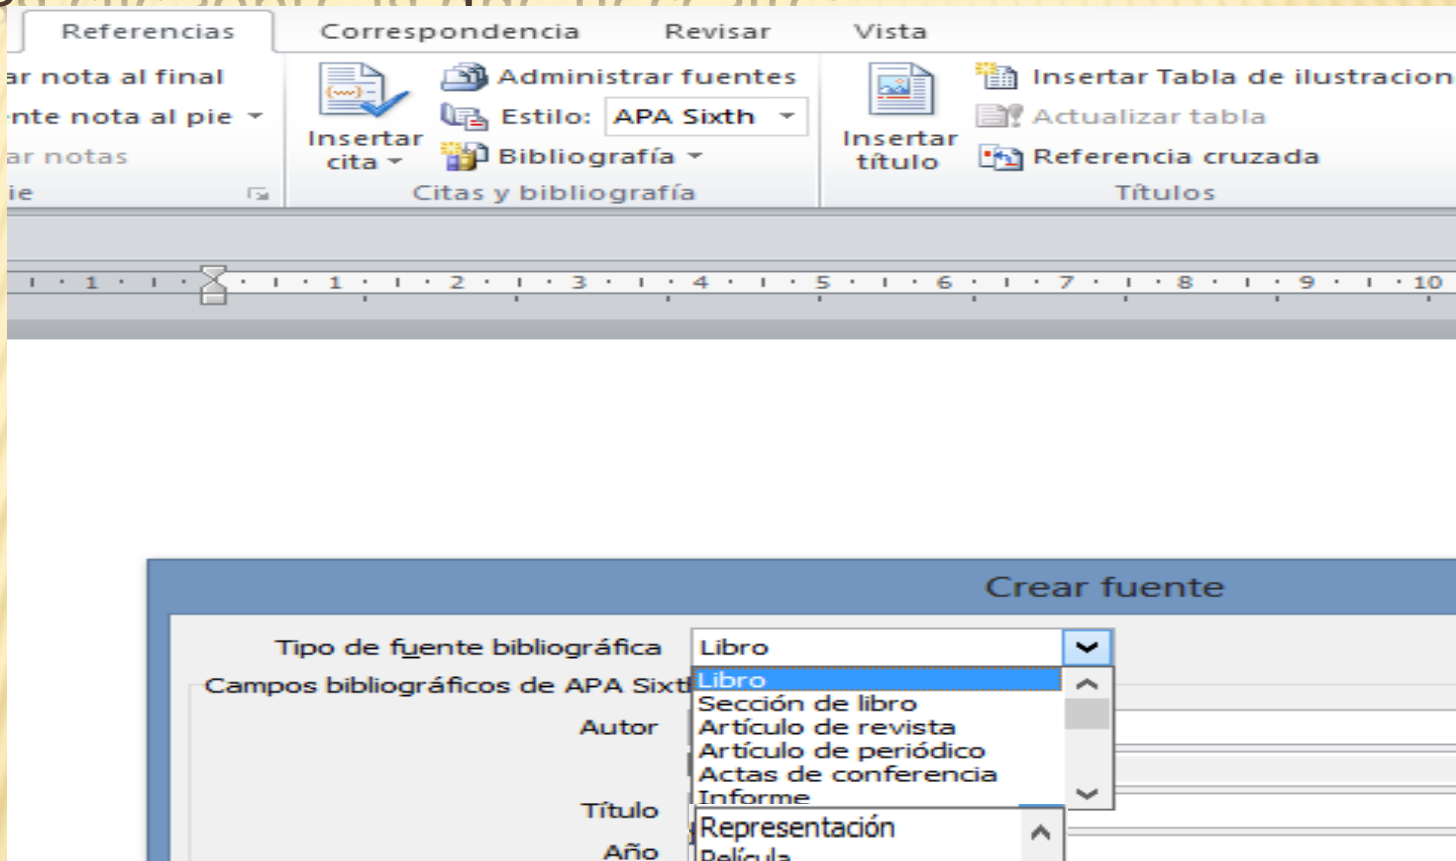 Referencias Correspondencia Revisar Vista
ar nota al final Administrar fuentes Insertar Tabla de ilustracion
nte nota al pie Estilo: APA Sixth Actualizar tabla
Insertar cita Insertar título
ar notas Bibliografía Referencia cruzada
ie Citas y bibliografía Títulos
1 1 2 3 4 5 6 7 8 9 10
Crear fuente
Tipo de fuente bibliográfica Libro
Campos bibliográficos de APA Sixt Libro
Sección de libro
Autor Artículo de revista
Artículo de periódico
Actas de conferencia
Informe
Título
Representación
Año Película